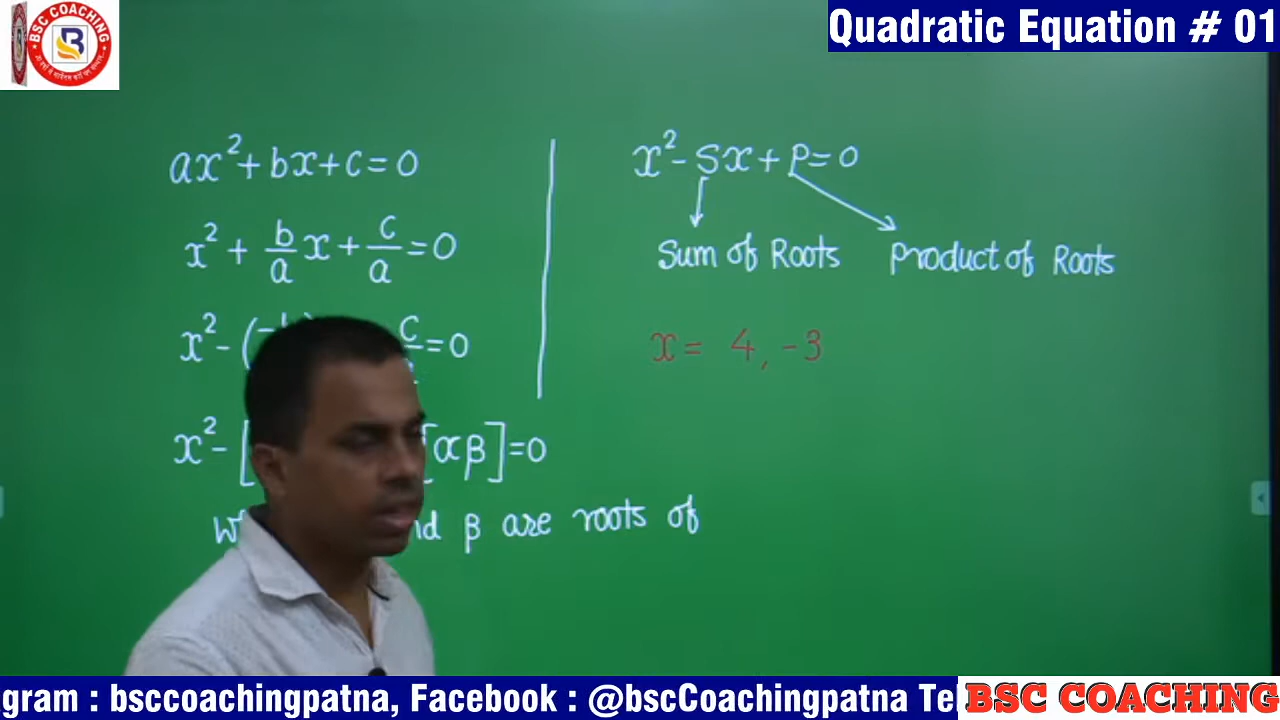 BSC COACHING
Quadratic Equation # 01
ax²+bx+c=0
x²+ b/a x+ c/a =0
x²-( c =0
x²-[ [αβ]=0
β are roots of
x²-Sx+P=0
Sum of Roots
Product of Roots
x= 4, -3
gram : bsccoachingpatna, Facebook : @bscCoachingpatna
BSC COACHING